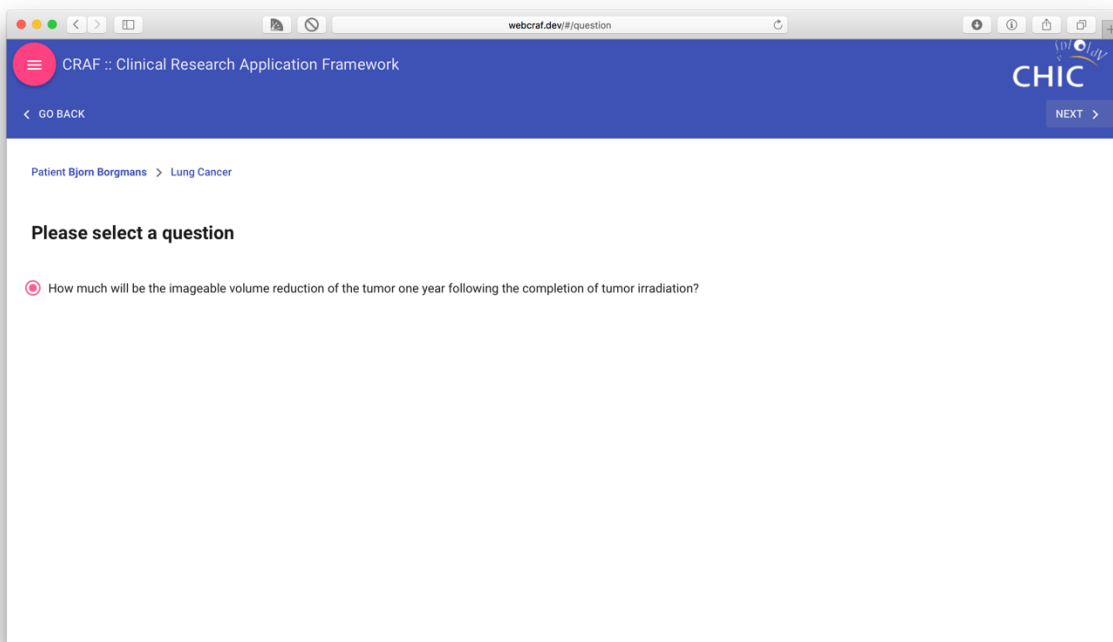 webcraf.dev/#/question
CRAF :: Clinical Research Application Framework
CHIC
GO BACK
NEXT
Patient Bjorn Borgmans > Lung Cancer
Please select a question
How much will be the imageable volume reduction of the tumor one year following the completion of tumor irradiation?